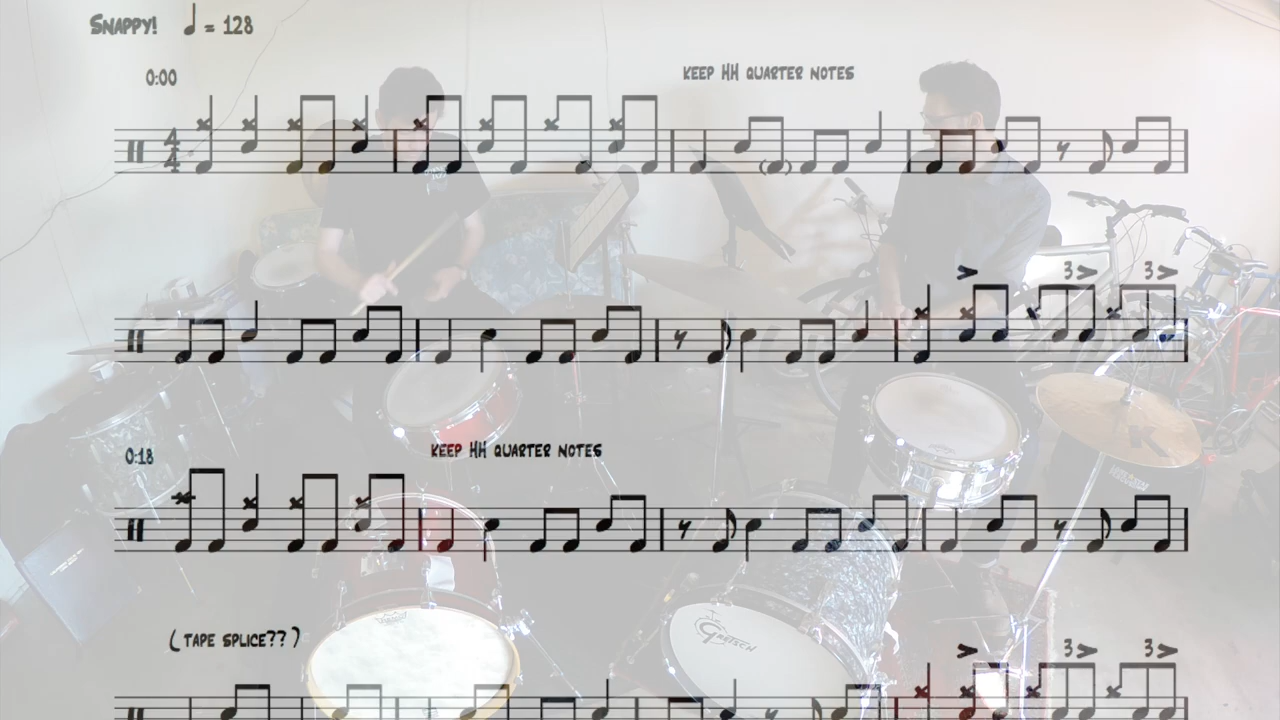 SNAPPY! ♩ = 128
0:00
KEEP HH QUARTER NOTES
4
4
> 3> 3>
0:18
KEEP HH QUARTER NOTES
(TAPE SPLICE??)
> 3> 3>
Gretsch